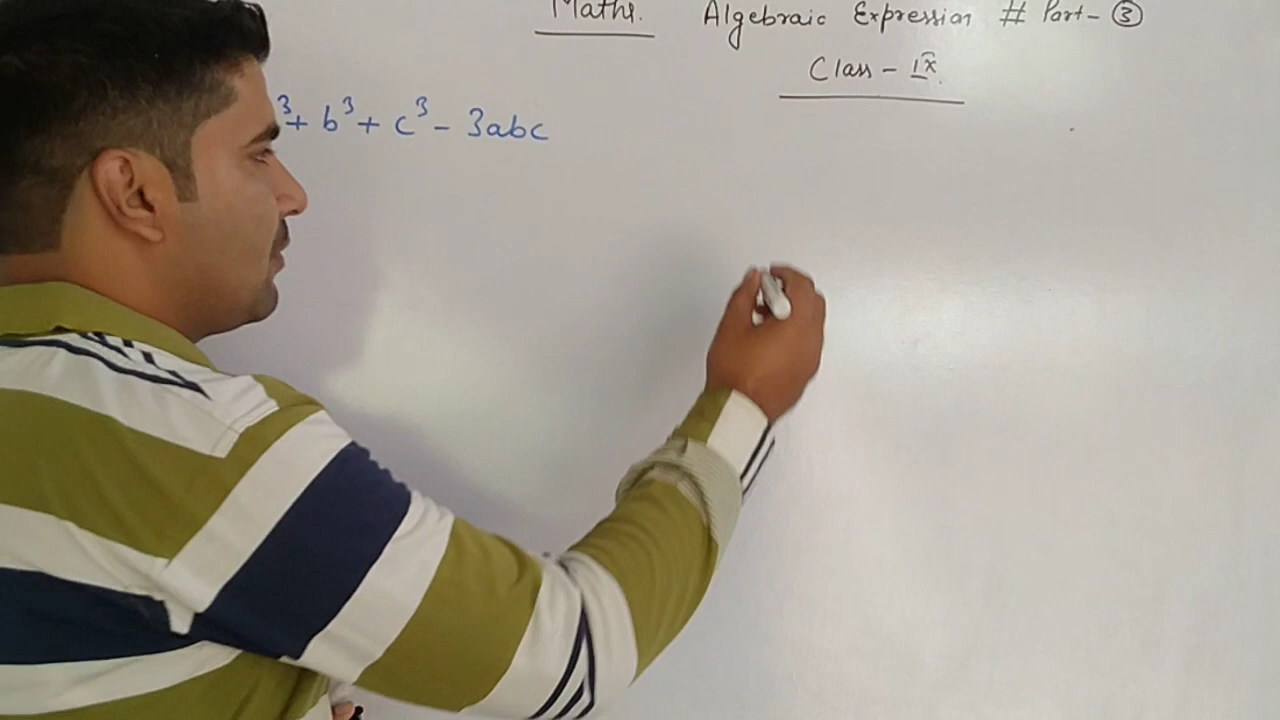 Maths. Algebraic Expression # Part- ③
Class - IX.
³+ b³ + c³ - 3abc